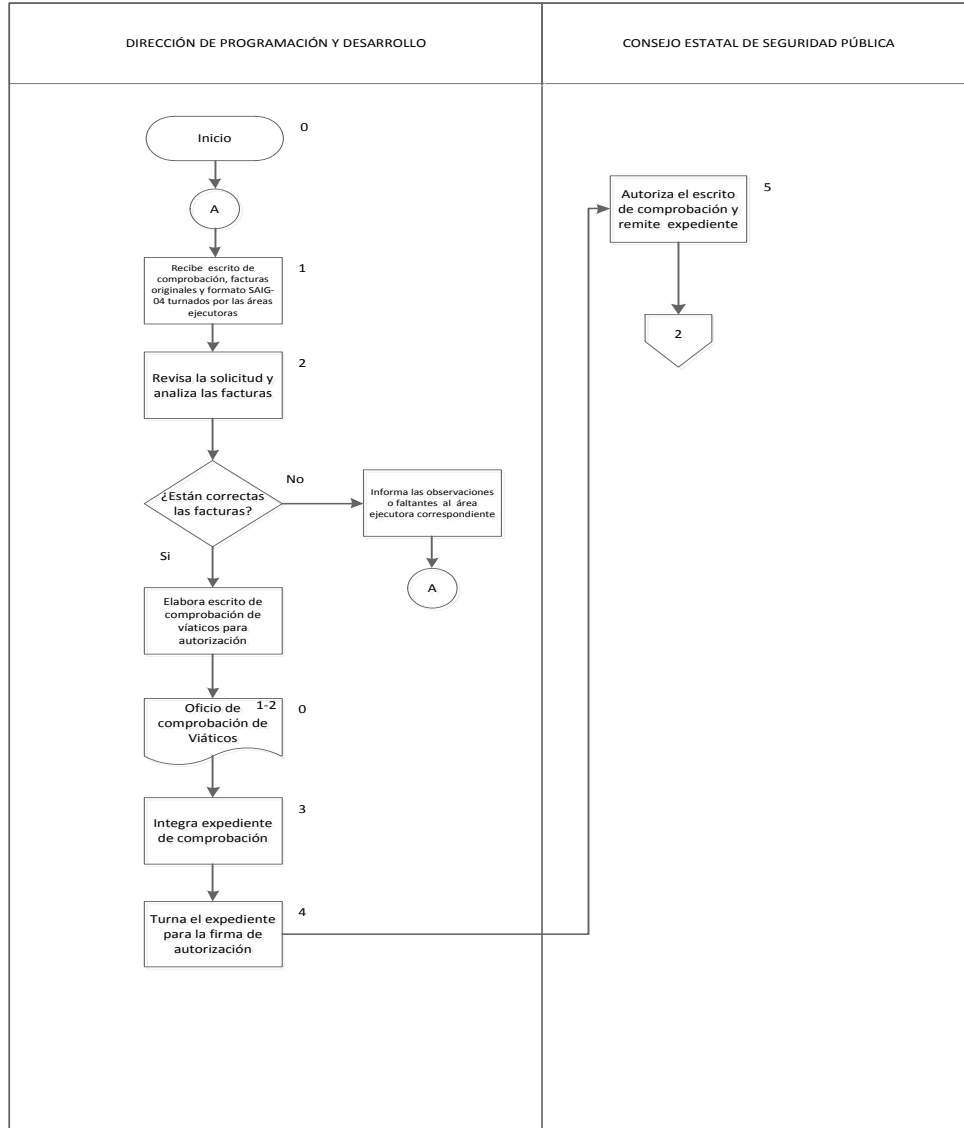 DIRECCIÓN DE PROGRAMACIÓN Y DESARROLLO
CONSEJO ESTATAL DE SEGURIDAD PÚBLICA
Inicio
0
A
Recibe escrito de
comprobación, facturas
originales y formato SAIG-
04 turnados por las áreas
ejecutoras
1
Revisa la solicitud y
analiza las facturas
2
¿Están correctas
las facturas?
No
Informa las observaciones
o faltantes al área
ejecutora correspondiente
A
Si
Elabora escrito de
comprobación de
víaticos para
autorización
Oficio de
comprobación de
Viáticos
1-2
0
Integra expediente
de comprobación
3
Turna el expediente
para la firma de
autorización
4
Autoriza el escrito
de comprobación y
remite expediente
5
2